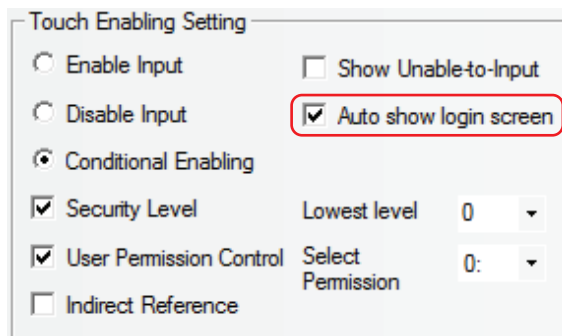 Touch Enabling Setting
Enable Input
Show Unable-to-Input
Disable Input
Auto show login screen
Conditional Enabling
Security Level
Lowest level
0
User Permission Control
Select
Permission
0:
Indirect Reference